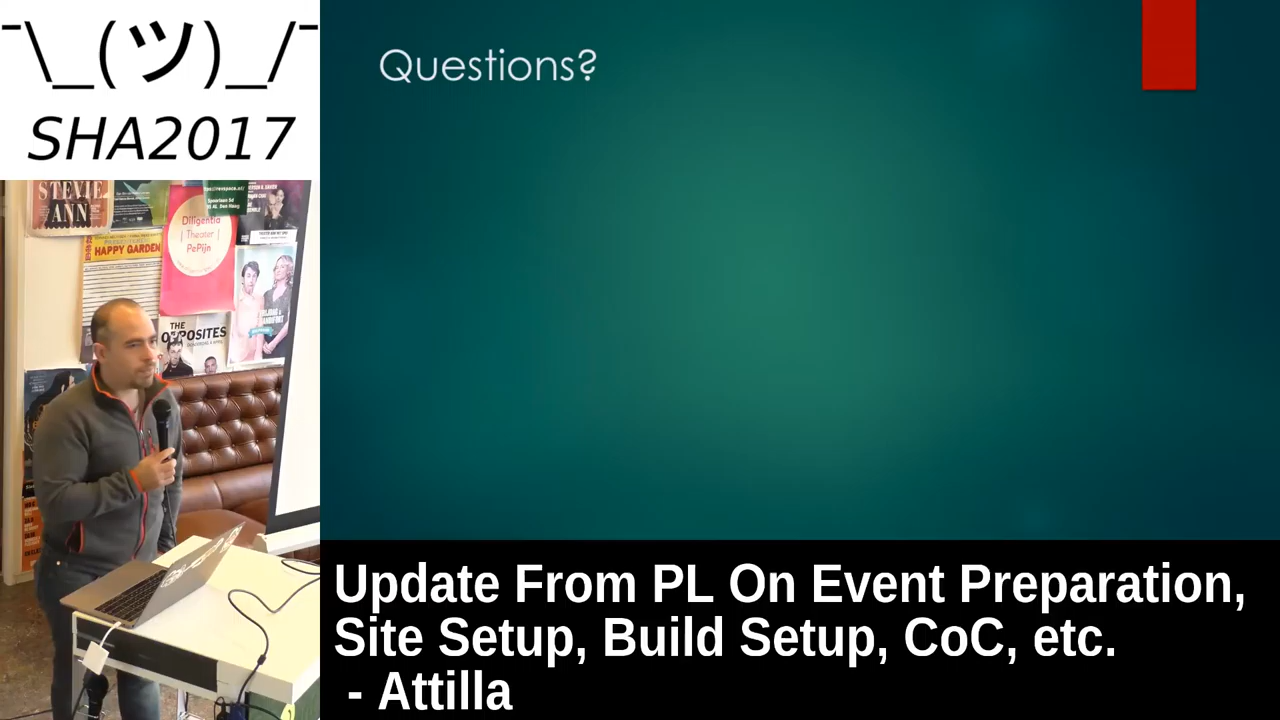 ¯\_(ツ)_/¯
SHA2017
Questions?
STEVIE
ANN
Diligentia
| Theater |
PePijn
HAPPY GARDEN
THE
OPPOSITES
Update From PL On Event Preparation,
Site Setup, Build Setup, CoC, etc.
- Attilla